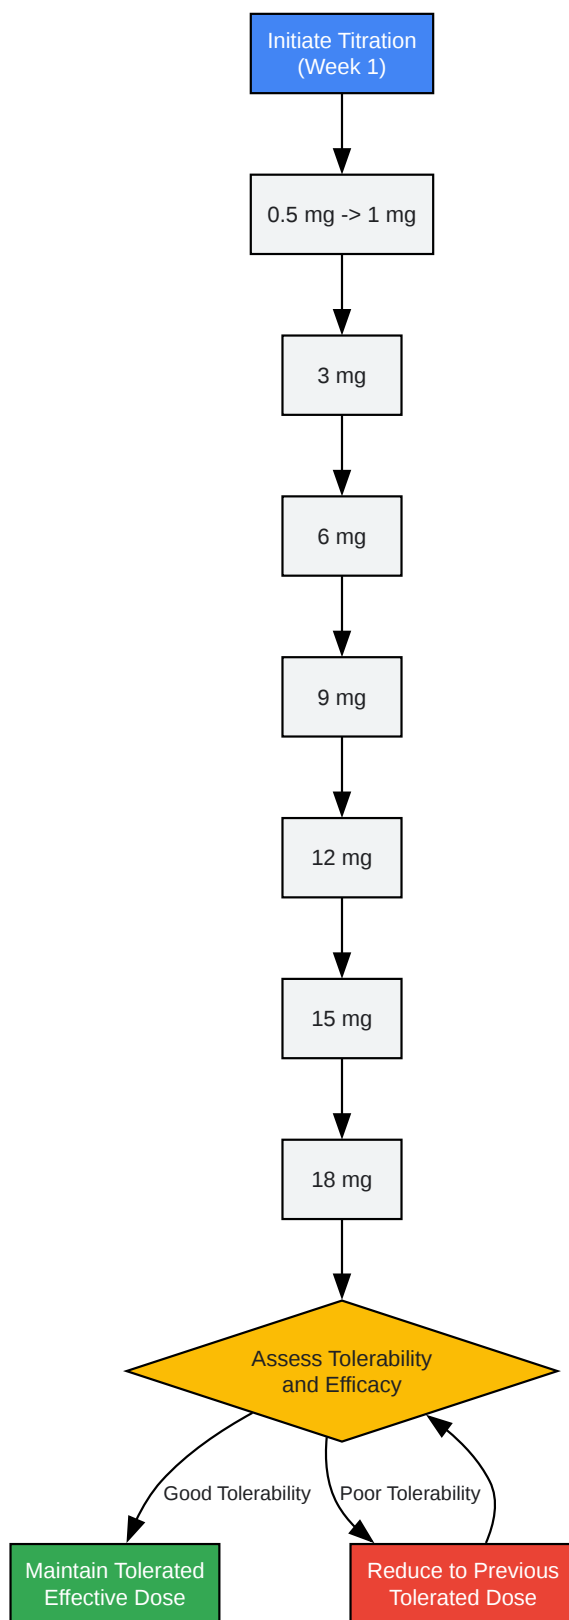 Initiate Titration
(Week 1)
0.5 mg -> 1 mg
3 mg
6 mg
9 mg
12 mg
15 mg
18 mg
Assess Tolerability
and Efficacy
Good Tolerability
Poor Tolerability
Maintain Tolerated
Effective Dose
Reduce to Previous
Tolerated Dose